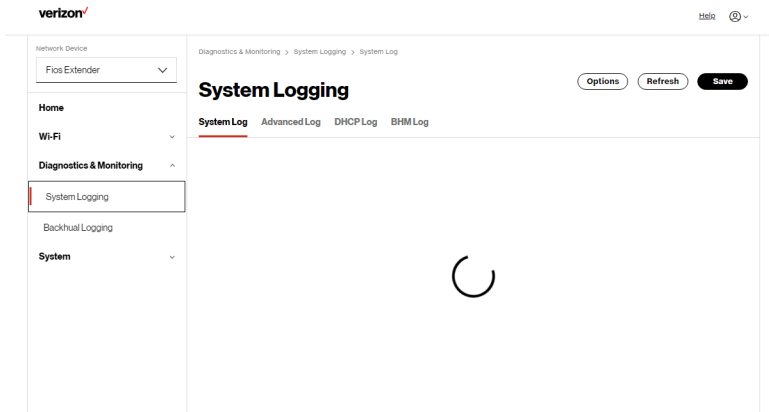 verizon
Help
Network Device
Fios Extender
Home
Wi-Fi
Diagnostics & Monitoring
System Logging
Backhual Logging
System
Diagnostics & Monitoring > System Logging > System Log
System Logging
Options Refresh Save
System Log Advanced Log DHCP Log BHM Log